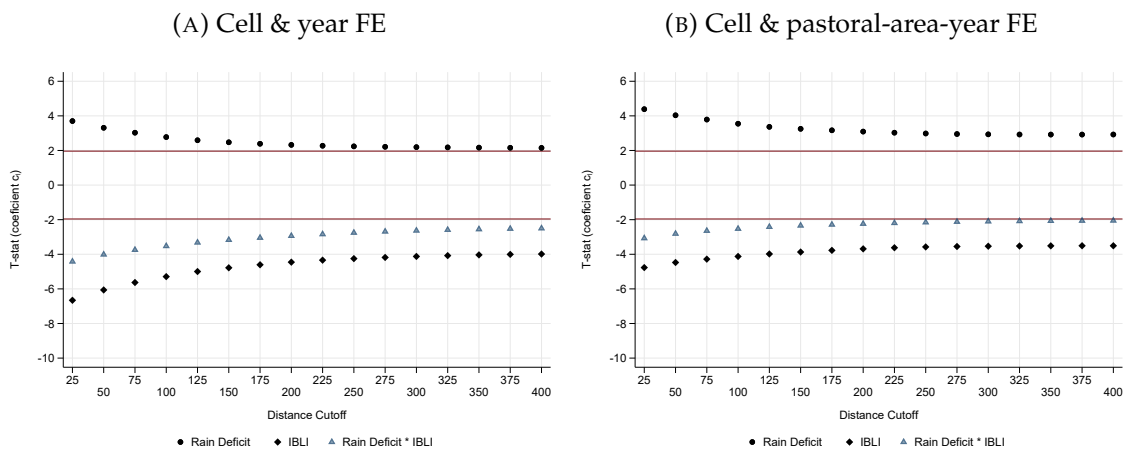 (A) Cell & year FE
6
4
2
0
-2
-4
-6
-8
-10
T-stat (coeficient cᵢ)
25 75 125 175 225 275 325 375
50 100 150 200 250 300 350 400
Distance Cutoff
Rain Deficit IBLI Rain Deficit * IBLI
(B) Cell & pastoral-area-year FE
6
4
2
0
-2
-4
-6
-8
-10
T-stat (coeficient cᵢ)
25 75 125 175 225 275 325 375
50 100 150 200 250 300 350 400
Distance Cutoff
Rain Deficit IBLI Rain Deficit * IBLI